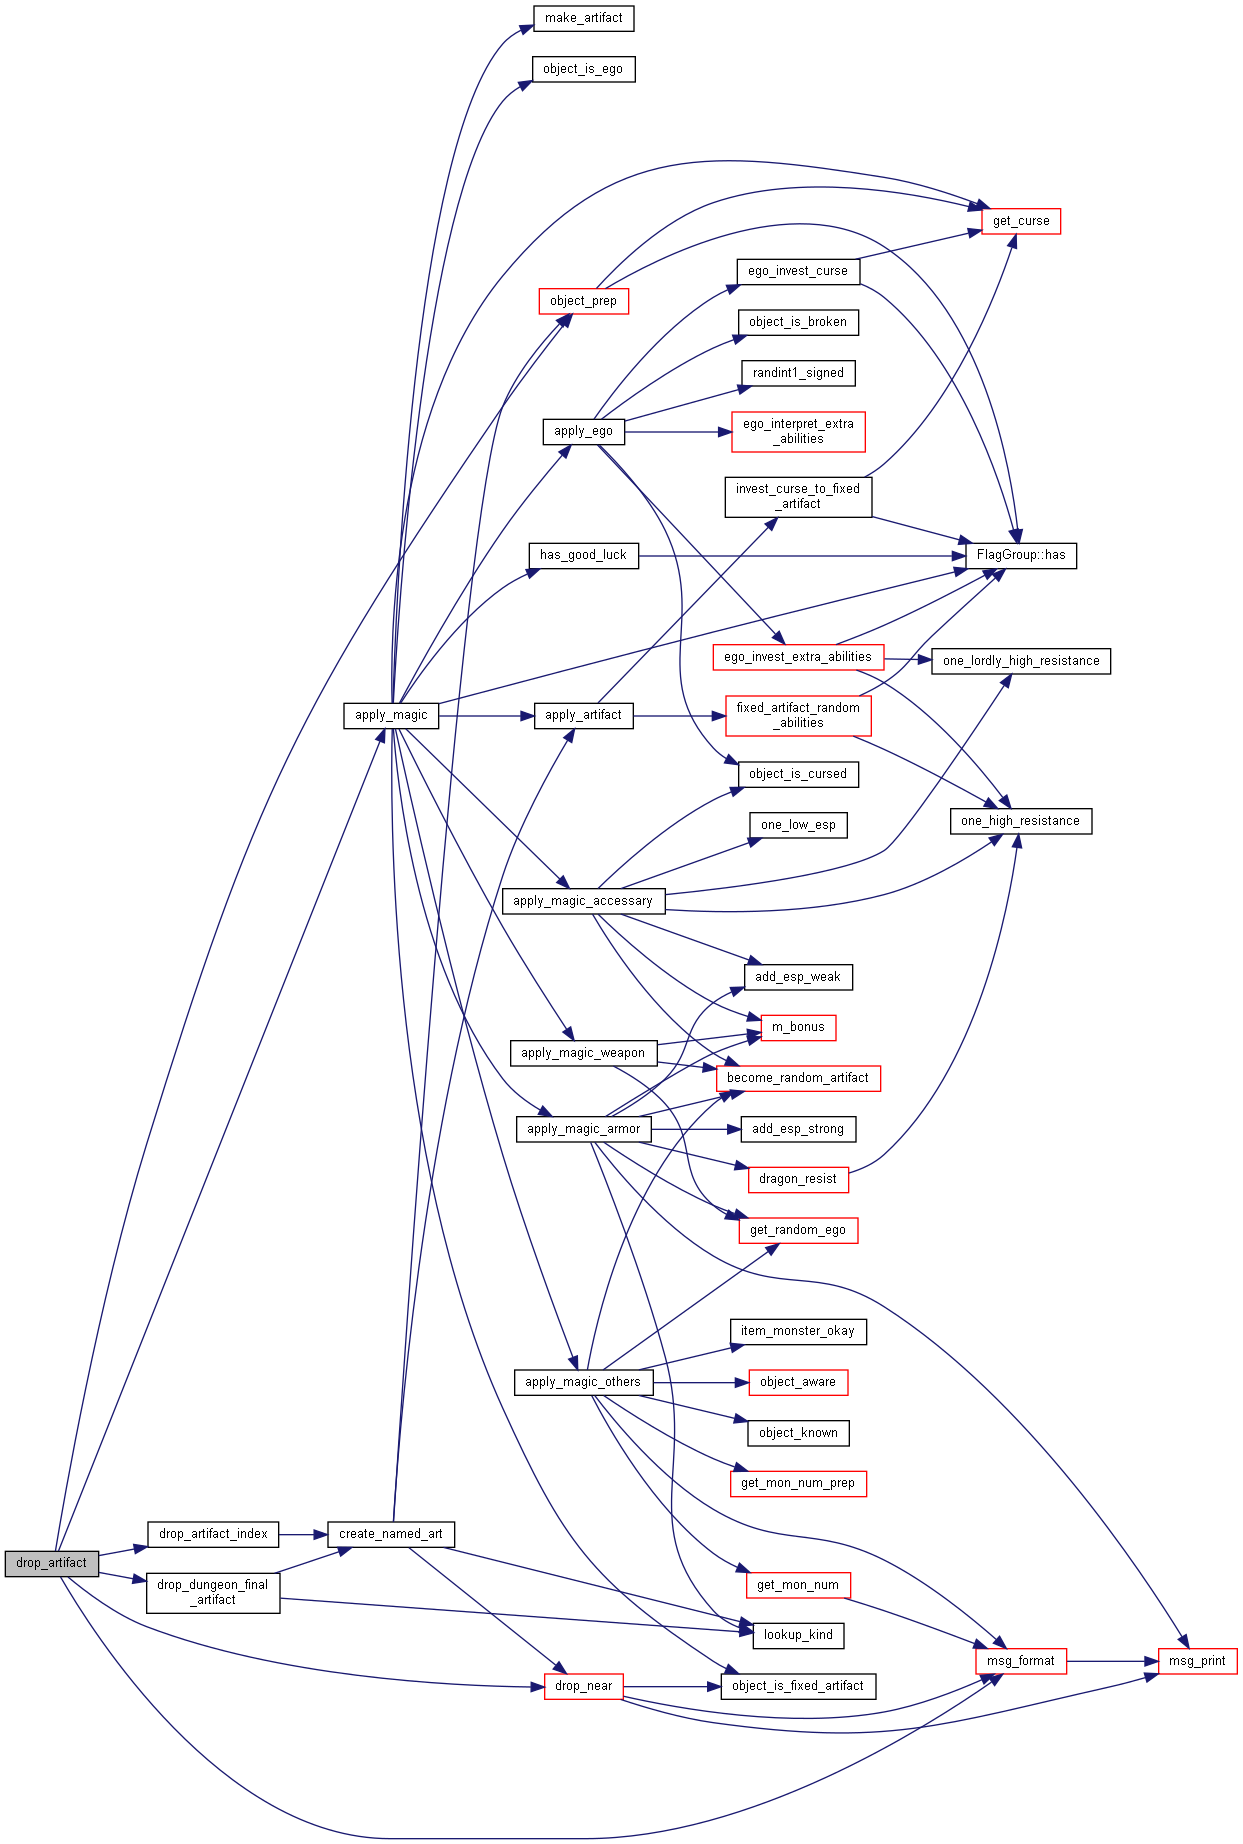 make_artifact
object_is_ego
get_curse
ego_invest_curse
object_prep
object_is_broken
randint1_signed
apply_ego
ego_interpret_extra
_abilities
invest_curse_to_fixed
_artifact
has_good_luck
FlagGroup::has
ego_invest_extra_abilities
one_lordly_high_resistance
apply_magic
apply_artifact
fixed_artifact_random
_abilities
object_is_cursed
one_low_esp
one_high_resistance
apply_magic_accessary
add_esp_weak
m_bonus
apply_magic_weapon
become_random_artifact
apply_magic_armor
add_esp_strong
dragon_resist
get_random_ego
item_monster_okay
apply_magic_others
object_aware
object_known
get_mon_num_prep
drop_artifact_index
create_named_art
drop_artifact
drop_dungeon_final
_artifact
get_mon_num
lookup_kind
msg_format
msg_print
drop_near
object_is_fixed_artifact